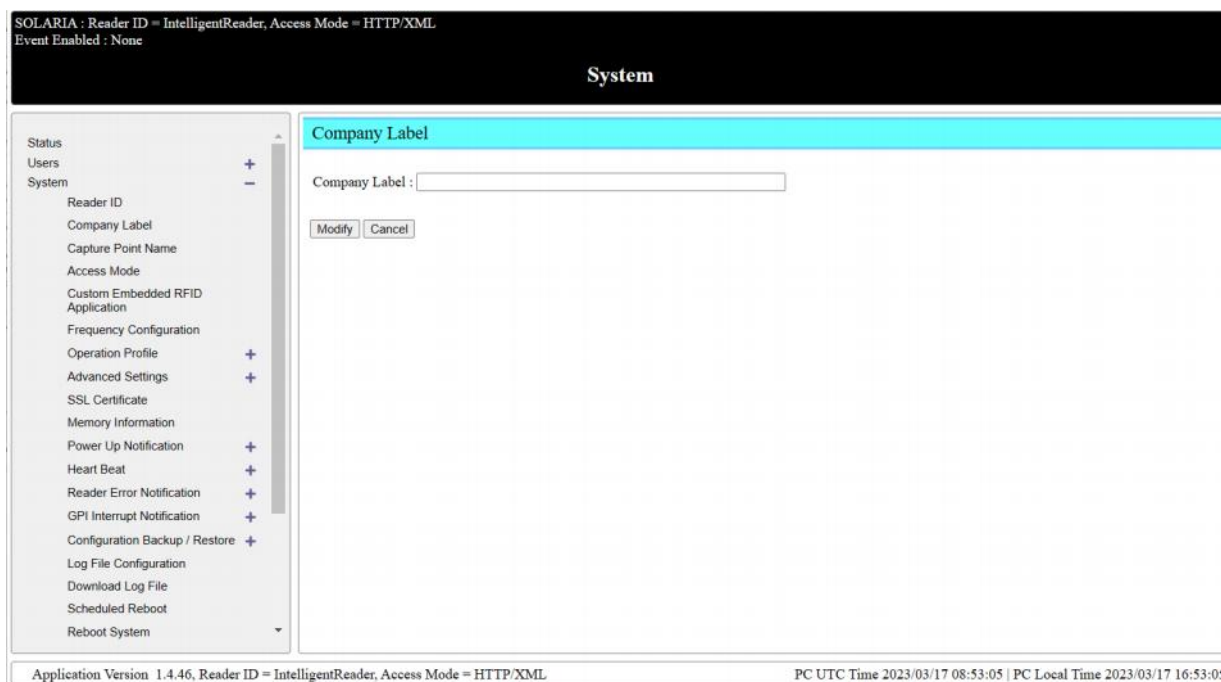 SOLARIA : Reader ID = IntelligentReader, Access Mode = HTTP/XML
Event Enabled : None
System
Status
Users +
System −
Reader ID
Company Label
Capture Point Name
Access Mode
Custom Embedded RFID
Application
Frequency Configuration
Operation Profile +
Advanced Settings +
SSL Certificate
Memory Information
Power Up Notification +
Heart Beat +
Reader Error Notification +
GPI Interrupt Notification +
Configuration Backup / Restore +
Log File Configuration
Download Log File
Scheduled Reboot
Reboot System
Company Label
Company Label :
Modify Cancel
Application Version 1.4.46, Reader ID = IntelligentReader, Access Mode = HTTP/XML
PC UTC Time 2023/03/17 08:53:05 | PC Local Time 2023/03/17 16:53:05